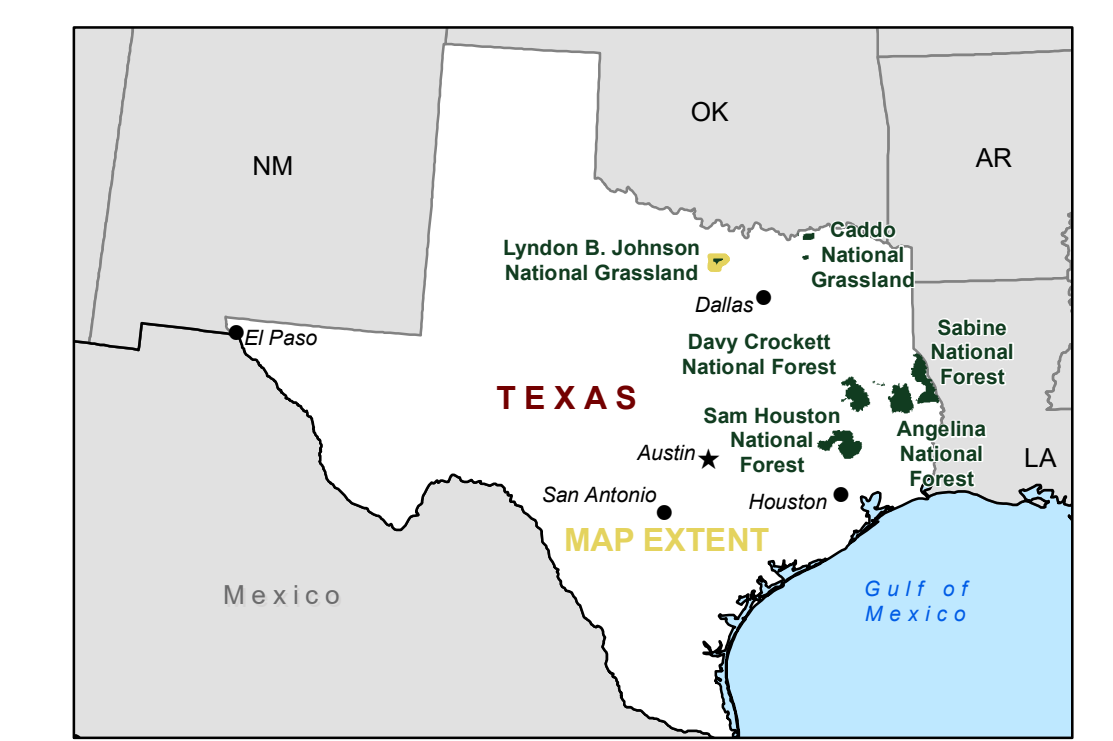 OK
AR
NM
Caddo
National
Grassland
Lyndon B. Johnson
National Grassland
Dallas
El Paso
Sabine
National
Forest
Davy Crockett
National Forest
TEXAS
Sam Houston
National
Forest
Angelina
National
Forest
Austin
LA
San Antonio
Houston
MAP EXTENT
Mexico
Gulf of
Mexico